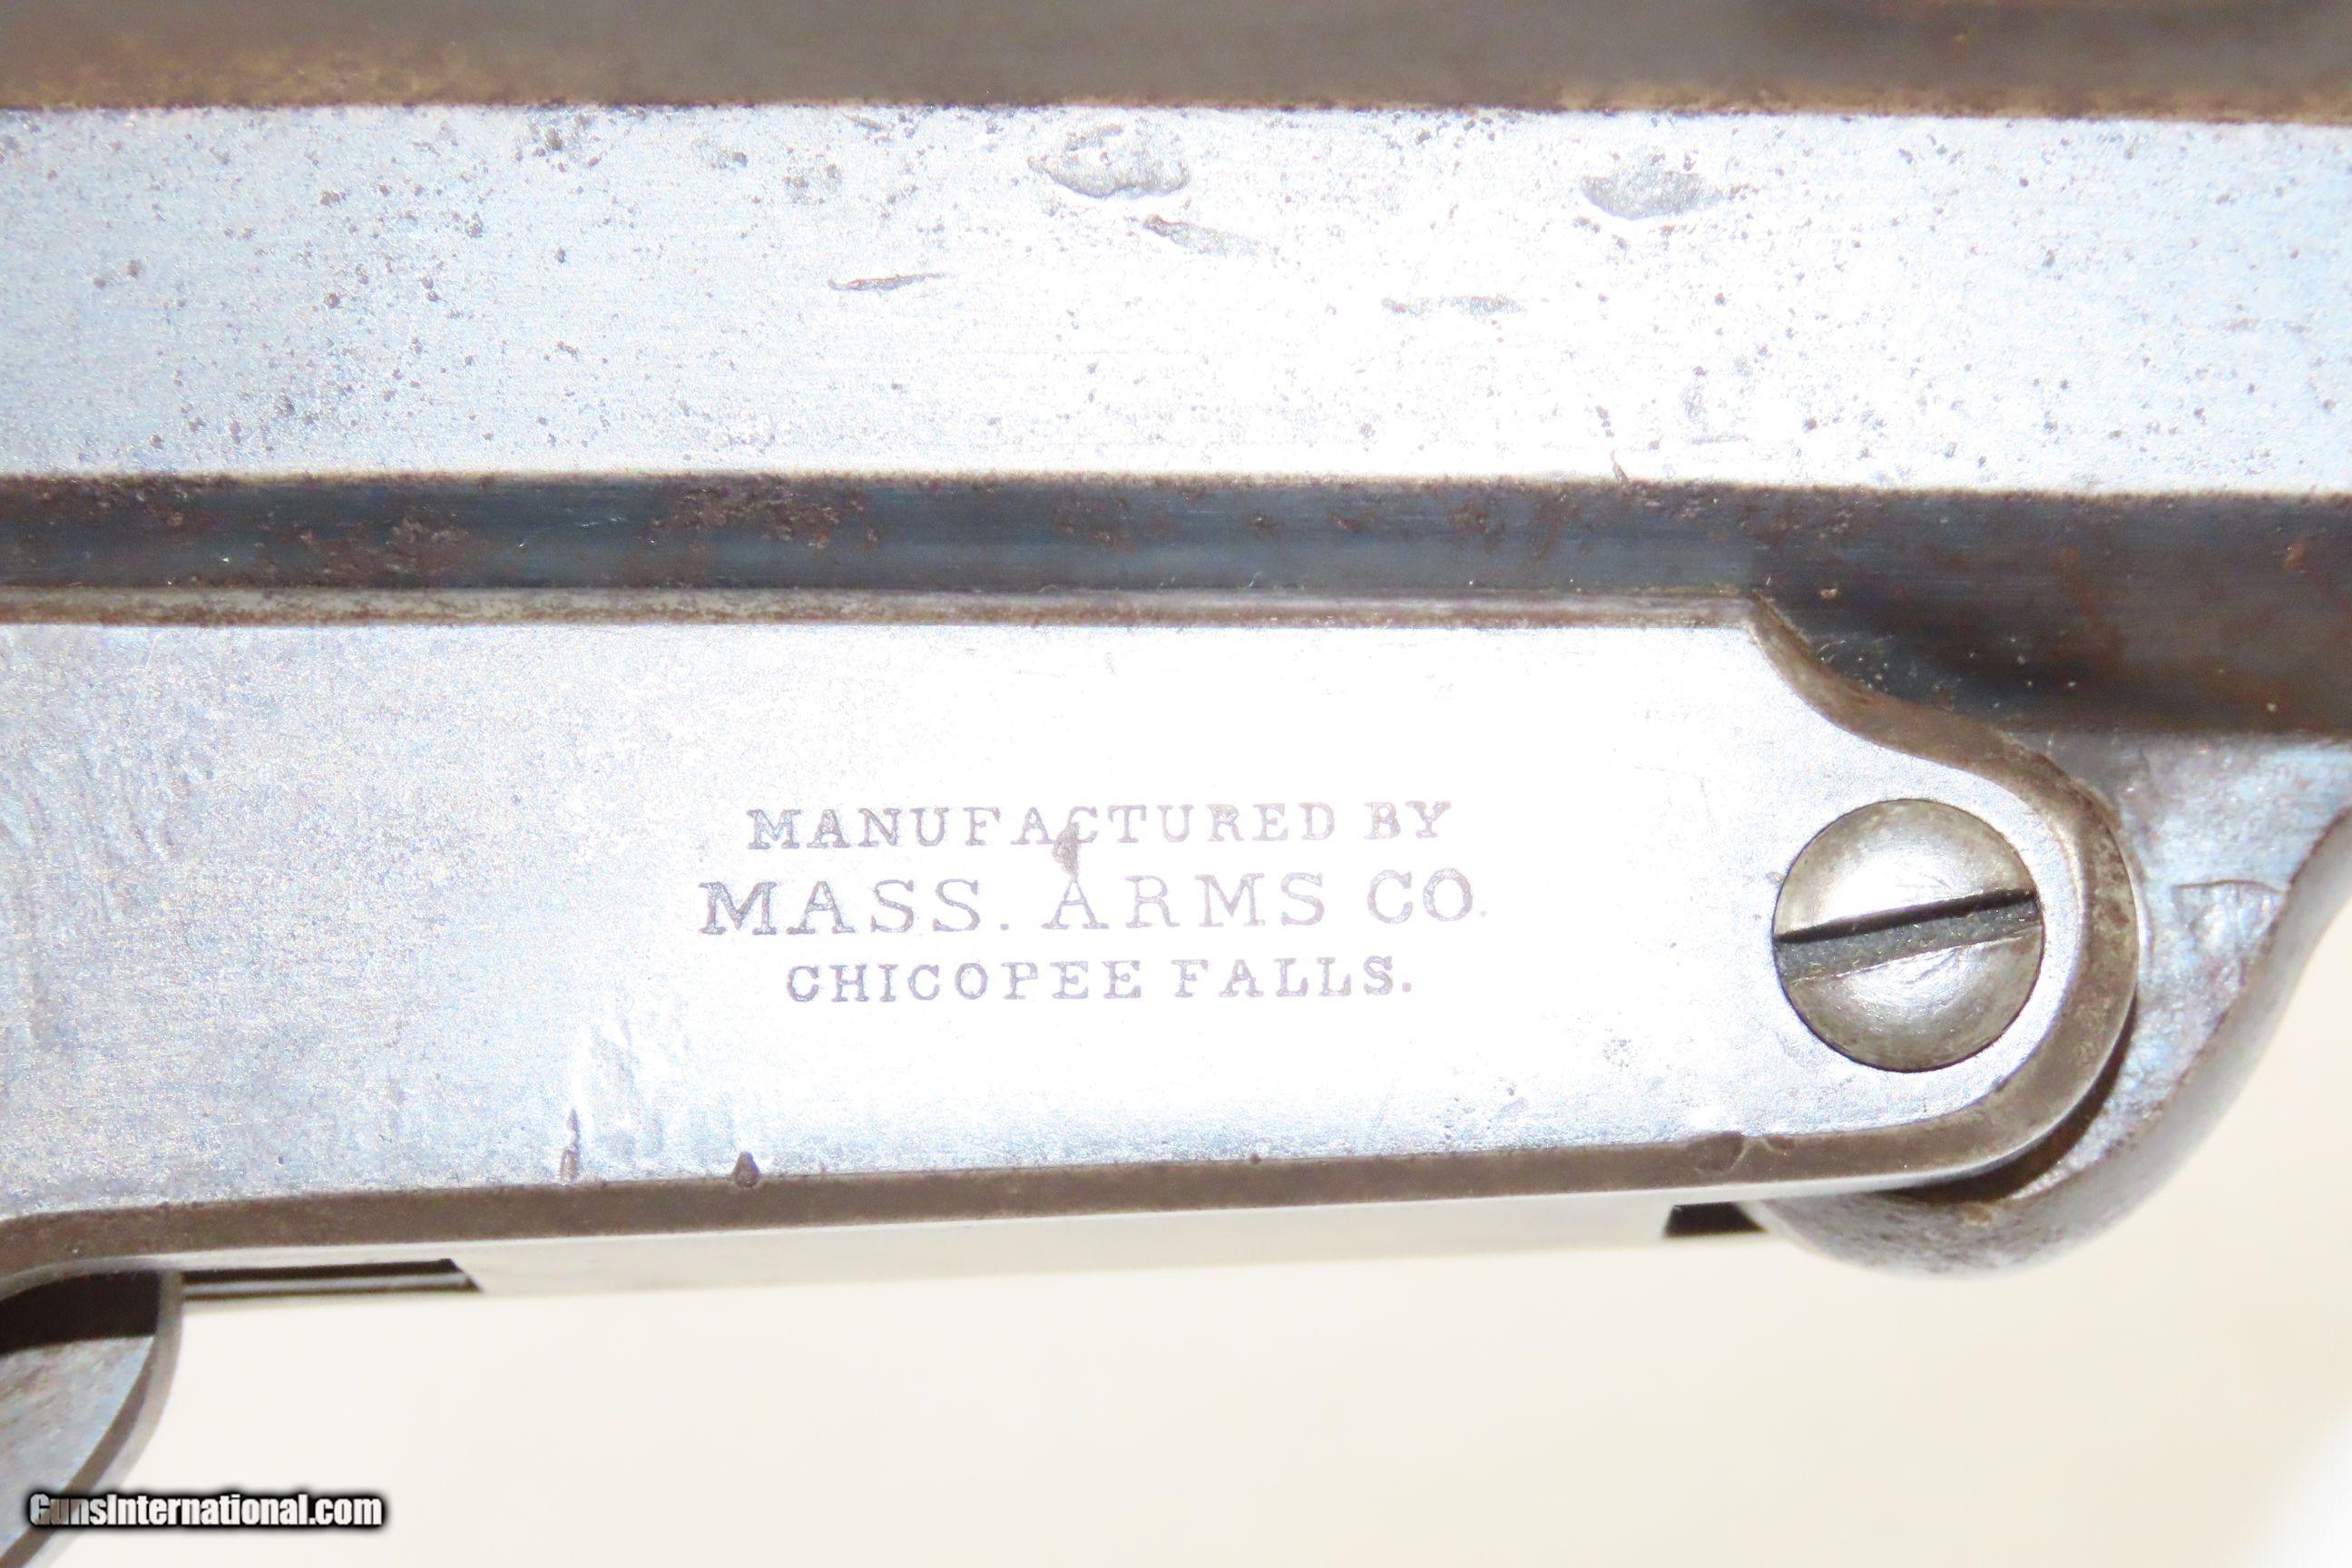 MANUFACTURED BY
MASS. ARMS CO.
CHICOPEE FALLS.
GunsInternational.com